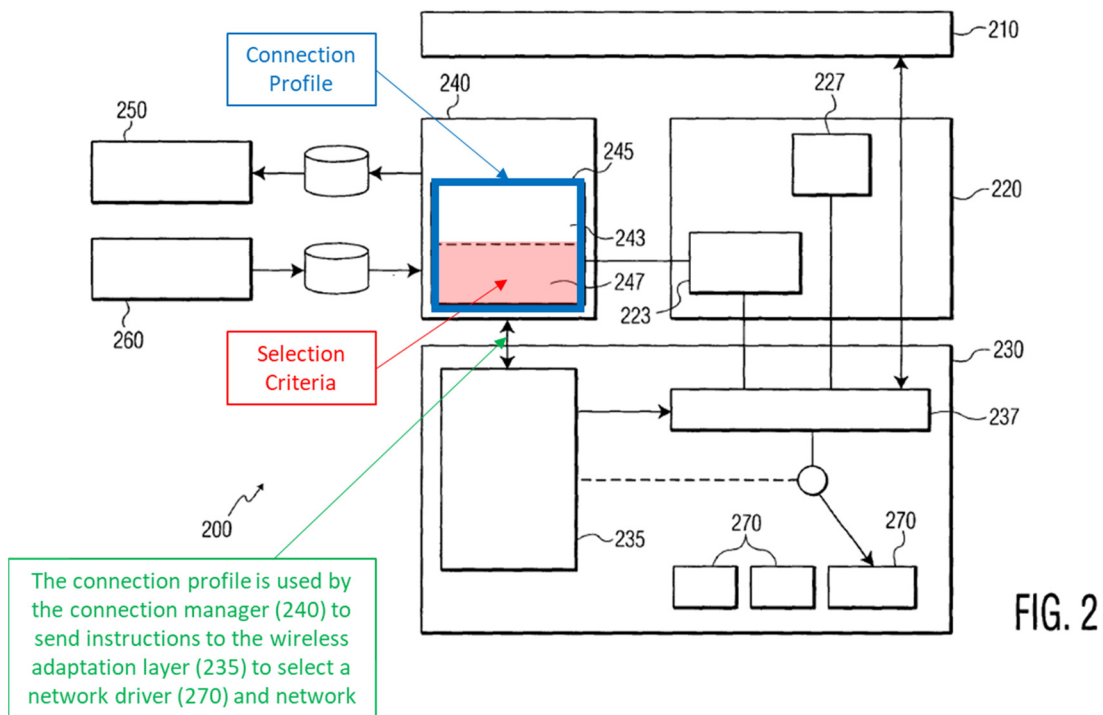 210
Connection
Profile
240
227
250
245
220
243
247
223
260
Selection
Criteria
230
237
200
235
270
270
The connection profile is used by
the connection manager (240) to
send instructions to the wireless
adaptation layer (235) to select a
network driver (270) and network
FIG. 2